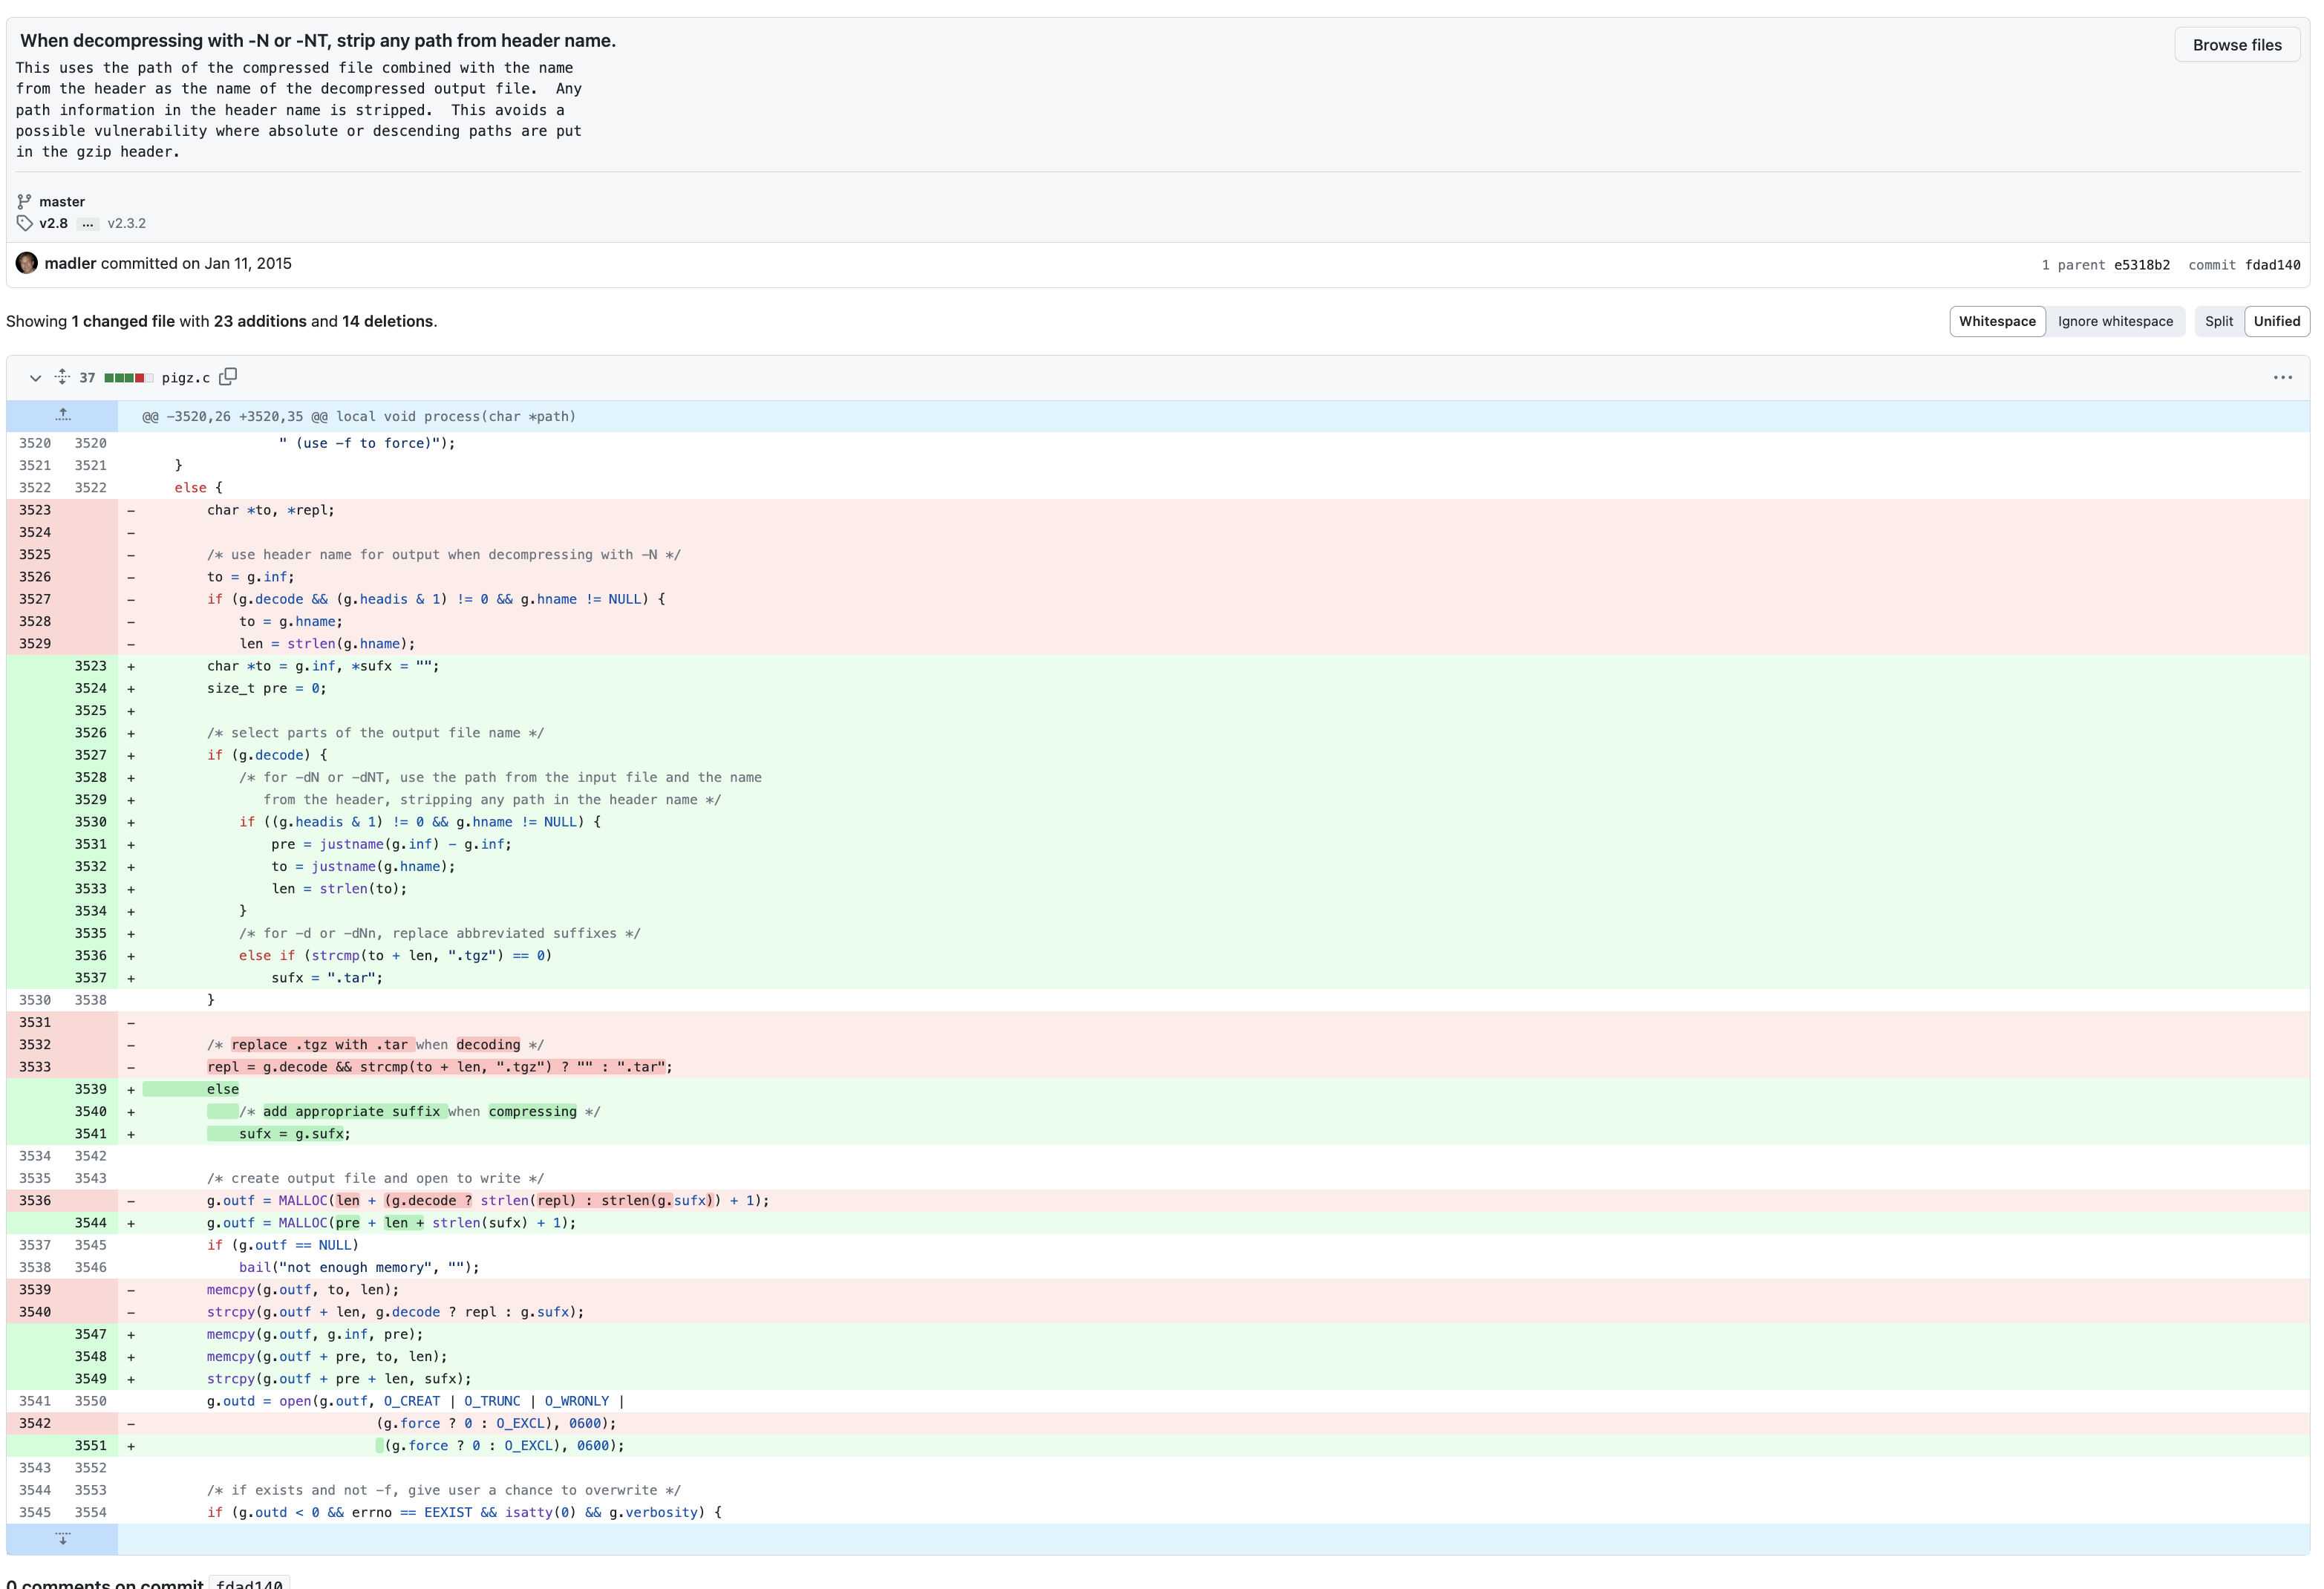 When decompressing with -N or -NT, strip any path from header name.
Browse files
This uses the path of the compressed file combined with the name
from the header as the name of the decompressed output file.  Any
path information in the header name is stripped.  This avoids a
possible vulnerability where absolute or descending paths are put
in the gzip header.
master
v2.8 ... v2.3.2
madler committed on Jan 11, 2015
1 parent e5318b2 commit fdad140
Showing 1 changed file with 23 additions and 14 deletions.
Whitespace Ignore whitespace Split Unified
37 pigz.c
@@ -3520,26 +3520,35 @@ local void process(char *path)
3520 3520 " (use -f to force)");
3521 3521 }
3522 3522 else {
3523 - char *to, *repl;
3524 -
3525 - /* use header name for output when decompressing with -N */
3526 - to = g.inf;
3527 - if (g.decode && (g.headis & 1) != 0 && g.hname != NULL) {
3528 - to = g.hname;
3529 - len = strlen(g.hname);
3523 + char *to = g.inf, *sufx = "";
3524 + size_t pre = 0;
3525 +
3526 + /* select parts of the output file name */
3527 + if (g.decode) {
3528 + /* for -dN or -dNT, use the path from the input file and the name
3529 + from the header, stripping any path in the header name */
3530 + if ((g.headis & 1) != 0 && g.hname != NULL) {
3531 + pre = justname(g.inf) - g.inf;
3532 + to = justname(g.hname);
3533 + len = strlen(to);
3534 + }
3535 + /* for -d or -dNn, replace abbreviated suffixes */
3536 + else if (strcmp(to + len, ".tgz") == 0)
3537 + sufx = ".tar";
3530 3538 }
3531 -
3532 - /* replace .tgz with .tar when decoding */
3533 - repl = g.decode && strcmp(to + len, ".tgz") ? "" : ".tar";
3539 + else
3540 + /* add appropriate suffix when compressing */
3541 + sufx = g.sufx;
3534 3542
3535 3543 /* create output file and open to write */
3536 - g.outf = MALLOC(len + (g.decode ? strlen(repl) : strlen(g.sufx)) + 1);
3544 + g.outf = MALLOC(pre + len + strlen(sufx) + 1);
3537 3545 if (g.outf == NULL)
3538 3546 bail("not enough memory", "");
3539 - memcpy(g.outf, to, len);
3540 - strcpy(g.outf + len, g.decode ? repl : g.sufx);
3547 + memcpy(g.outf, g.inf, pre);
3548 + memcpy(g.outf + pre, to, len);
3549 + strcpy(g.outf + pre + len, sufx);
3541 3550 g.outd = open(g.outf, O_CREAT | O_TRUNC | O_WRONLY |
3542 - (g.force ? 0 : O_EXCL), 0600);
3551 + (g.force ? 0 : O_EXCL), 0600);
3543 3552
3544 3553 /* if exists and not -f, give user a chance to overwrite */
3545 3554 if (g.outd < 0 && errno == EEXIST && isatty(0) && g.verbosity) {
0 comments on commit fdad140